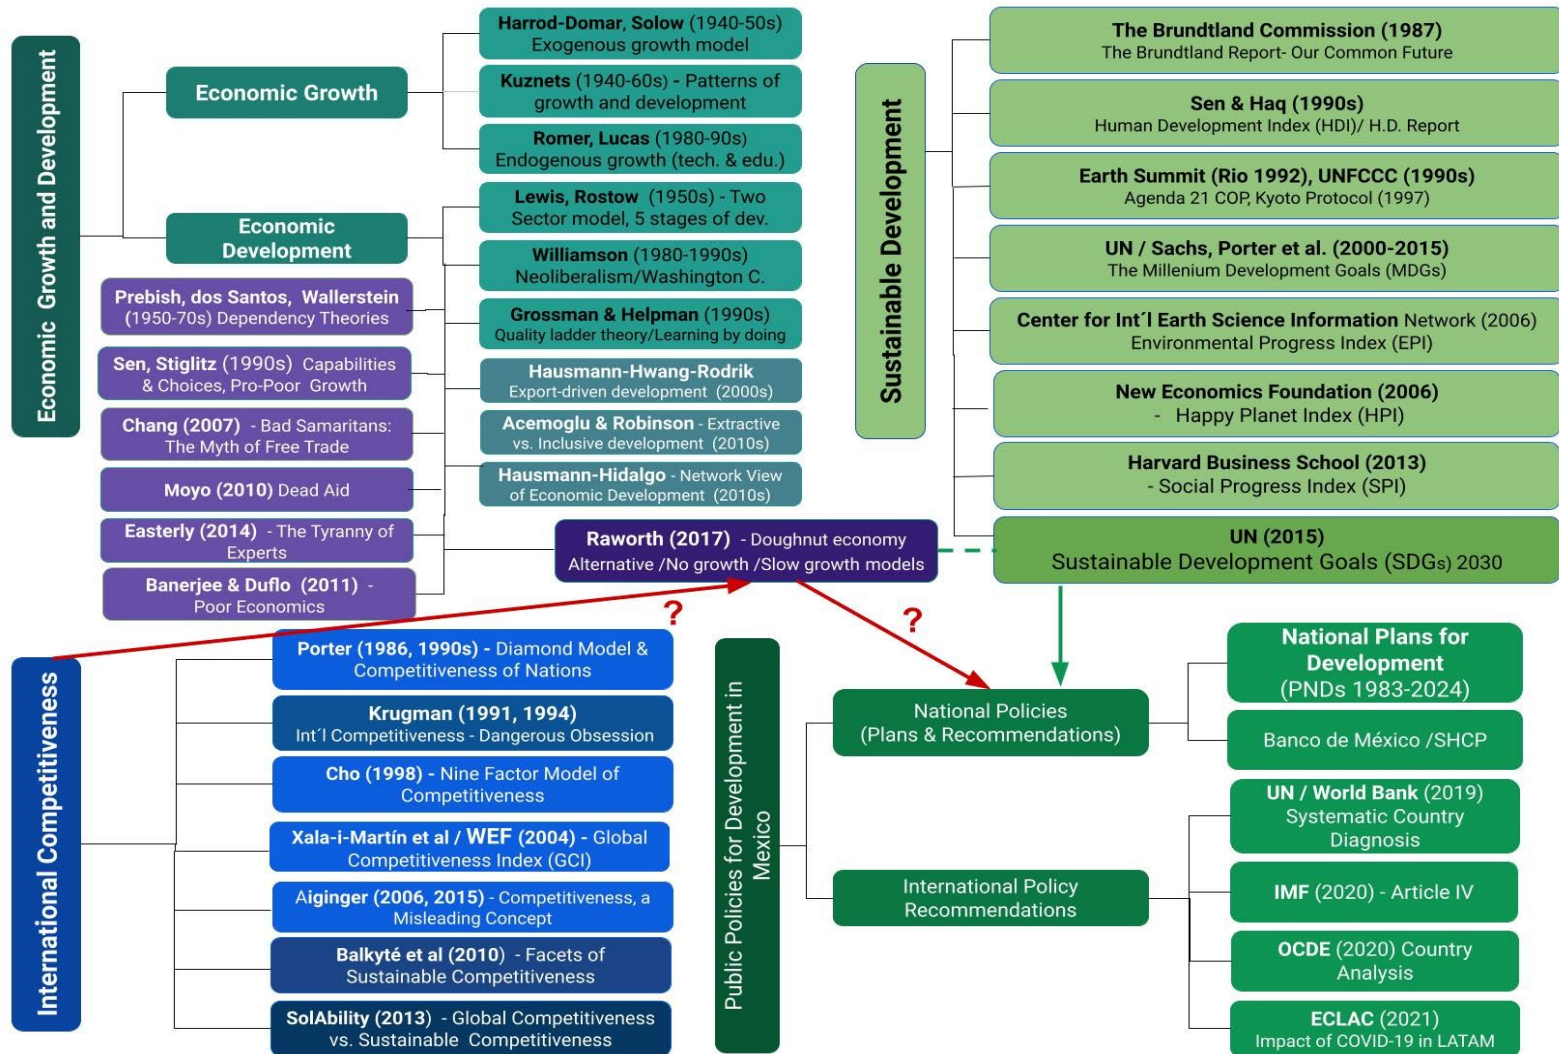 Economic Growth and Development
Economic Growth
Harrod-Domar, Solow (1940-50s)
Exogenous growth model
Kuznets (1940-60s) - Patterns of
growth and development
Romer, Lucas (1980-90s)
Endogenous growth (tech. & edu.)
Economic
Development
Lewis, Rostow (1950s) - Two
Sector model, 5 stages of dev.
Williamson (1980-1990s)
Neoliberalism/Washington C.
Grossman & Helpman (1990s)
Quality ladder theory/Learning by doing
Hausmann-Hwang-Rodrik
Export-driven development (2000s)
Acemoglu & Robinson - Extractive
vs. Inclusive development (2010s)
Hausmann-Hidalgo - Network View
of Economic Development (2010s)
Prebish, dos Santos, Wallerstein
(1950-70s) Dependency Theories
Sen, Stiglitz (1990s) Capabilities
& Choices, Pro-Poor Growth
Chang (2007) - Bad Samaritans:
The Myth of Free Trade
Moyo (2010) Dead Aid
Easterly (2014) - The Tyranny of
Experts
Banerjee & Duflo (2011) -
Poor Economics
Raworth (2017) - Doughnut economy
Alternative /No growth /Slow growth models
Sustainable Development
The Brundtland Commission (1987)
The Brundtland Report- Our Common Future
Sen & Haq (1990s)
Human Development Index (HDI)/ H.D. Report
Earth Summit (Rio 1992), UNFCCC (1990s)
Agenda 21 COP, Kyoto Protocol (1997)
UN / Sachs, Porter et al. (2000-2015)
The Millenium Development Goals (MDGs)
Center for Int´l Earth Science Information Network (2006)
Environmental Progress Index (EPI)
New Economics Foundation (2006)
- Happy Planet Index (HPI)
Harvard Business School (2013)
- Social Progress Index (SPI)
UN (2015)
Sustainable Development Goals (SDGs) 2030
?
?
International Competitiveness
Porter (1986, 1990s) - Diamond Model &
Competitiveness of Nations
Krugman (1991, 1994)
Int´l Competitiveness - Dangerous Obsession
Cho (1998) - Nine Factor Model of
Competitiveness
Xala-i-Martín et al / WEF (2004) - Global
Competitiveness Index (GCI)
Aiginger (2006, 2015) - Competitiveness, a
Misleading Concept
Balkyté et al (2010) - Facets of
Sustainable Competitiveness
SolAbility (2013) - Global Competitiveness
vs. Sustainable Competitiveness
Public Policies for Development in
Mexico
National Policies
(Plans & Recommendations)
National Plans for
Development
(PNDs 1983-2024)
Banco de México /SHCP
International Policy
Recommendations
UN / World Bank (2019)
Systematic Country
Diagnosis
IMF (2020) - Article IV
OCDE (2020) Country
Analysis
ECLAC (2021)
Impact of COVID-19 in LATAM